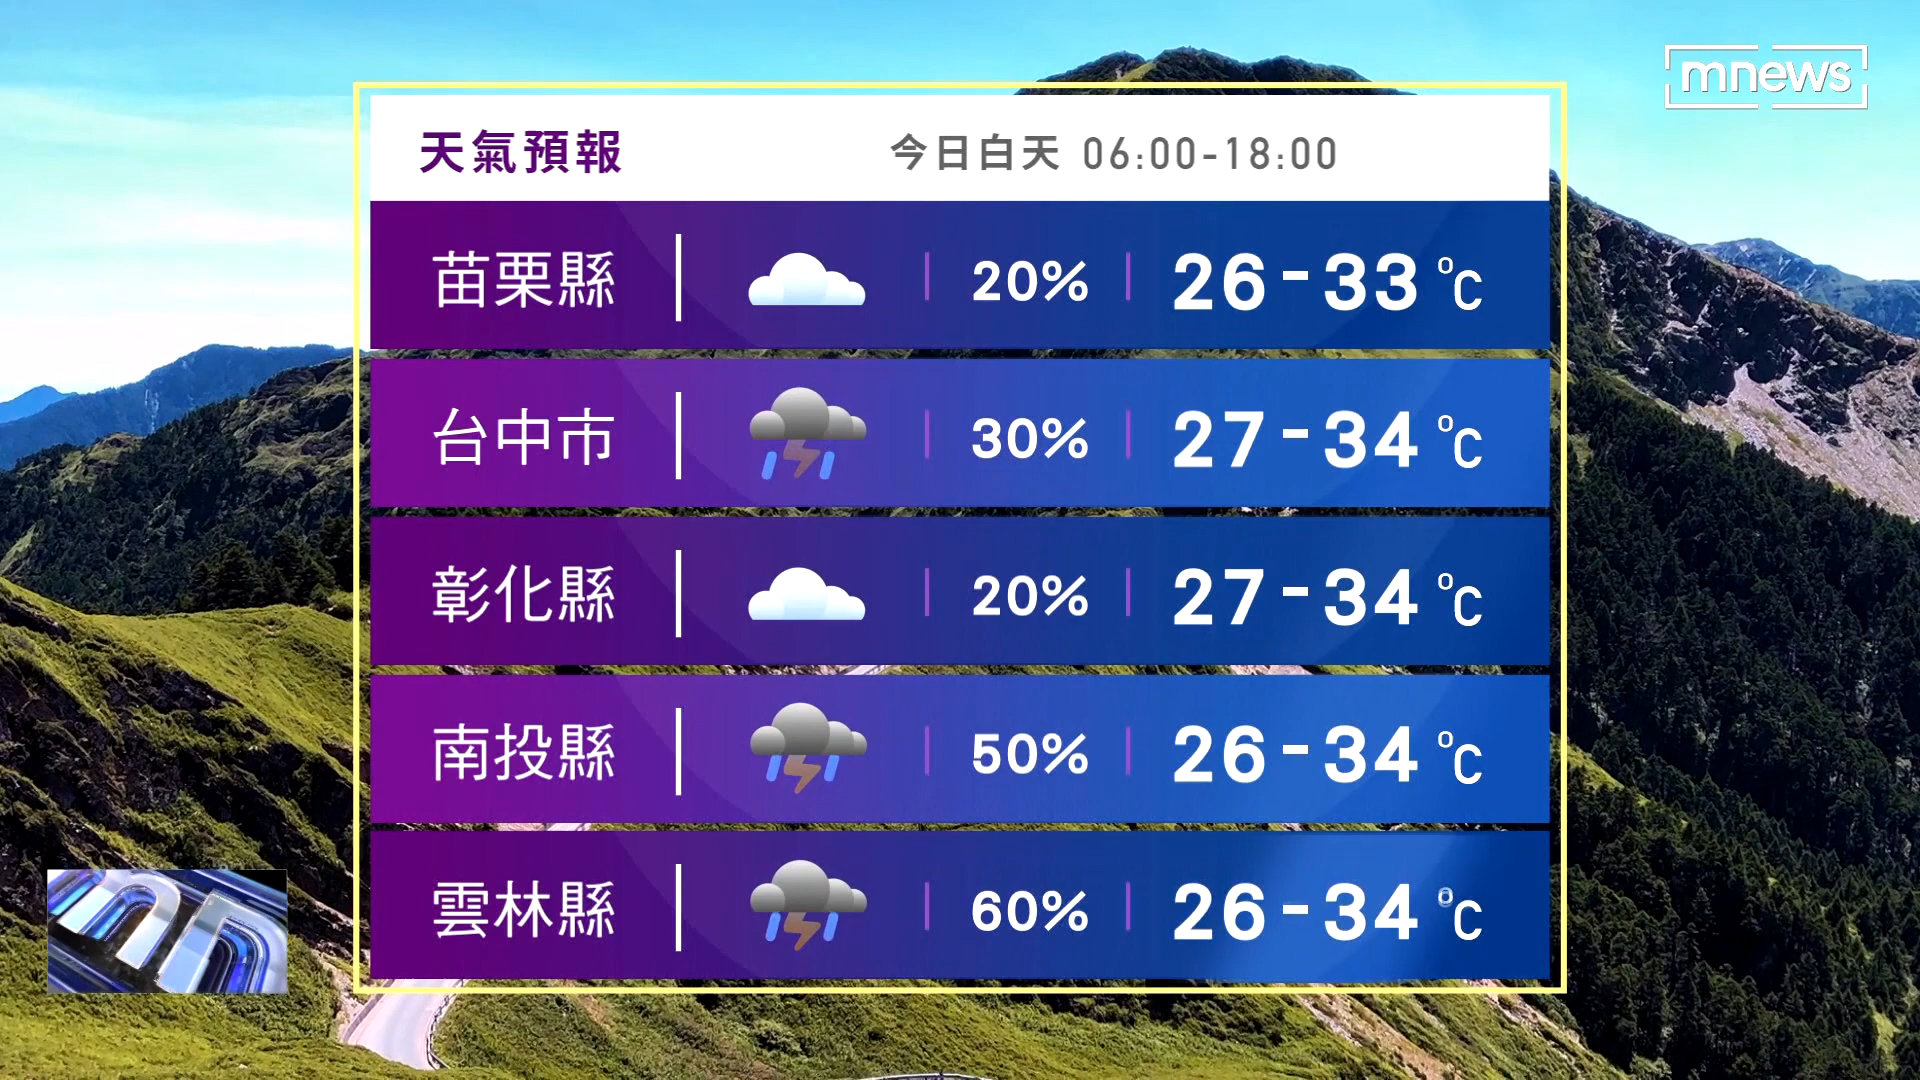 mnews
天氣預報 今日白天 06:00-18:00
苗栗縣 20% 26-33 °C
台中市 30% 27-34 °C
彰化縣 20% 27-34 °C
南投縣 50% 26-34 °C
雲林縣 60% 26-34 °C